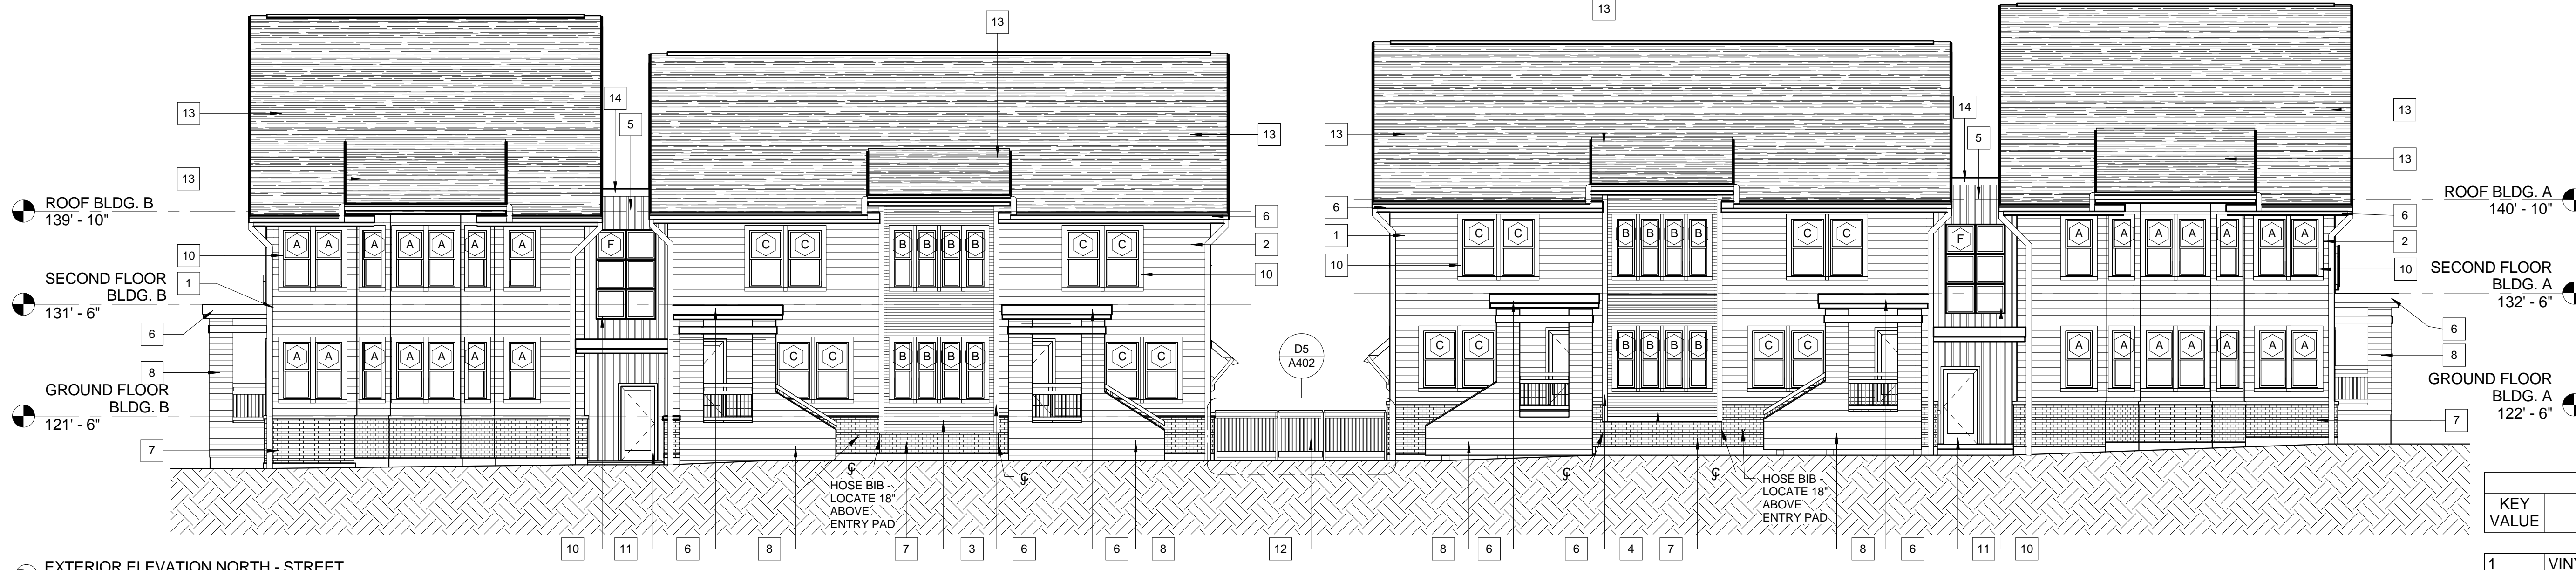 13
13
14
5
13
13
13
ROOF BLDG. B
139' - 10"
6
2
10
A A A A A A A
F
C C
B B B B
C C
10
SECOND FLOOR
BLDG. B
131' - 6"
1
6
8
A A A A A A A
C C
B B B B
C C
GROUND FLOOR
BLDG. B
121' - 6"
7
D5
A402
HOSE BIB -
LOCATE 18"
ABOVE
ENTRY PAD
10
11
6
8
7
3
6
6
8
12
13
13
14
5
13
13
6
1
10
C C
B B B B
C C
F
A A A A A A A
ROOF BLDG. A
140' - 10"
6
2
10
SECOND FLOOR
BLDG. A
132' - 6"
C C
B B B B
C C
A A A A A A A
6
8
GROUND FLOOR
BLDG. A
122' - 6"
7
HOSE BIB -
LOCATE 18"
ABOVE
ENTRY PAD
8
6
6
4
7
8
6
11
10
KEY
VALUE
1
EXTERIOR ELEVATION NORTH - STREET